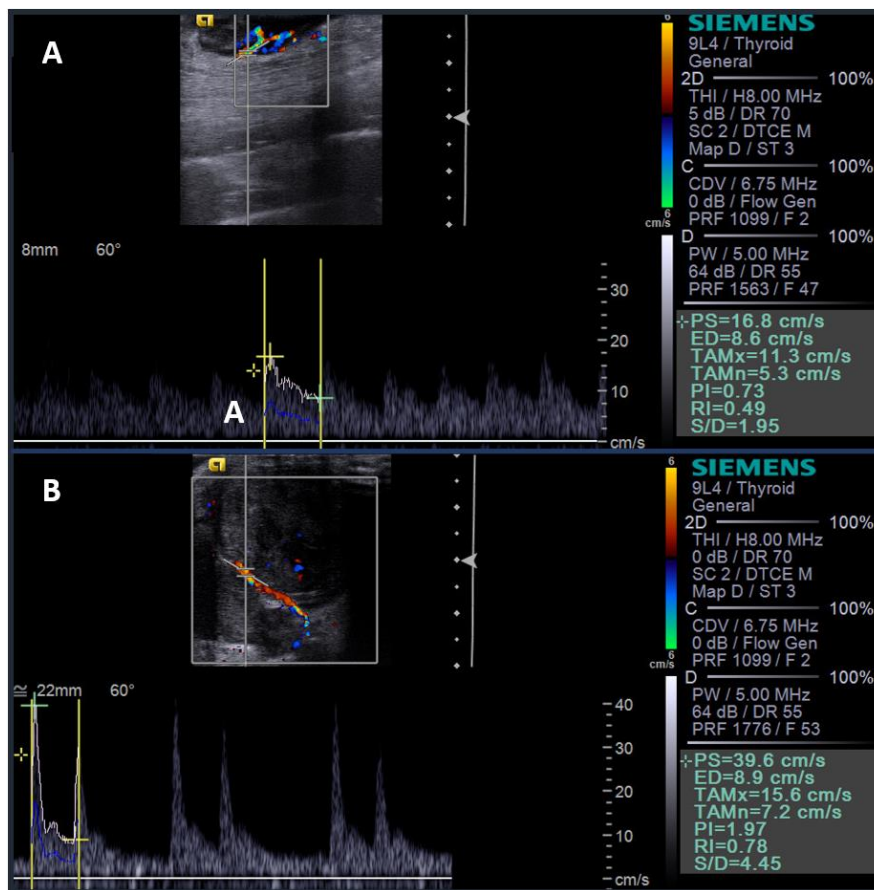 A
6
cm/s
6
SIEMENS
9L4 / Thyroid
General
2D 100%
THI / H8.00 MHz
5 dB / DR 70
SC 2 / DTCE M
Map D / ST 3
C 100%
CDV / 6.75 MHz
0 dB / Flow Gen
PRF 1099 / F 2
D 100%
PW / 5.00 MHz
64 dB / DR 55
PRF 1563 / F 47
PS=16.8 cm/s
ED=8.6 cm/s
TAMx=11.3 cm/s
TAMn=5.3 cm/s
PI=0.73
RI=0.49
S/D=1.95
8mm 60°
30
20
10
cm/s
A
B
6
6
cm/s
SIEMENS
9L4 / Thyroid
General
2D 100%
THI / H8.00 MHz
0 dB / DR 70
SC 2 / DTCE M
Map D / ST 3
C 100%
CDV / 6.75 MHz
0 dB / Flow Gen
PRF 1099 / F 2
D 100%
PW / 5.00 MHz
64 dB / DR 55
PRF 1776 / F 53
PS=39.6 cm/s
ED=8.9 cm/s
TAMx=15.6 cm/s
TAMn=7.2 cm/s
PI=1.97
RI=0.78
S/D=4.45
≅ 22mm 60°
40
30
20
10
cm/s